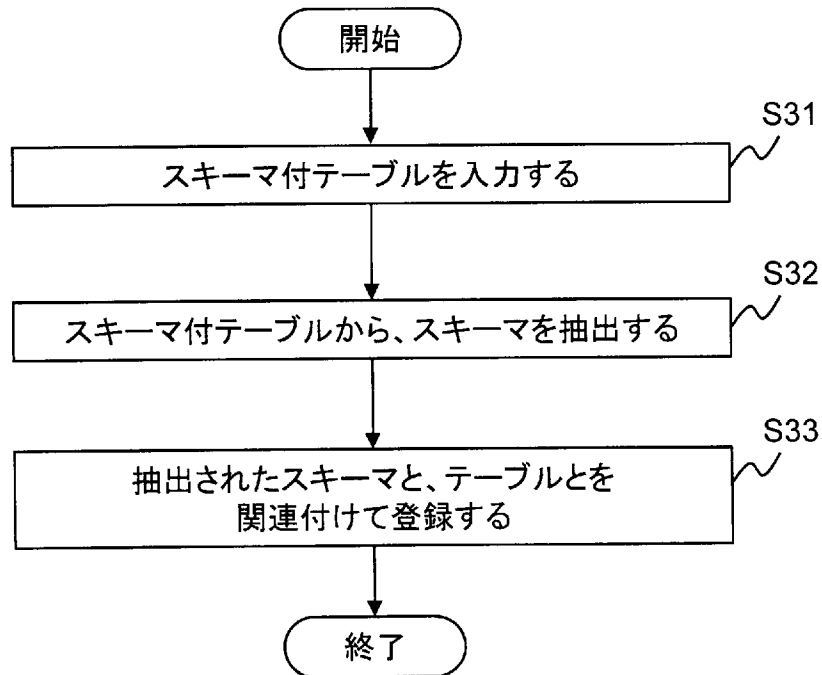 開始
S31
スキーマ付テーブルを入力する
S32
スキーマ付テーブルから、スキーマを抽出する
S33
抽出されたスキーマと、テーブルとを
関連付けて登録する
終了